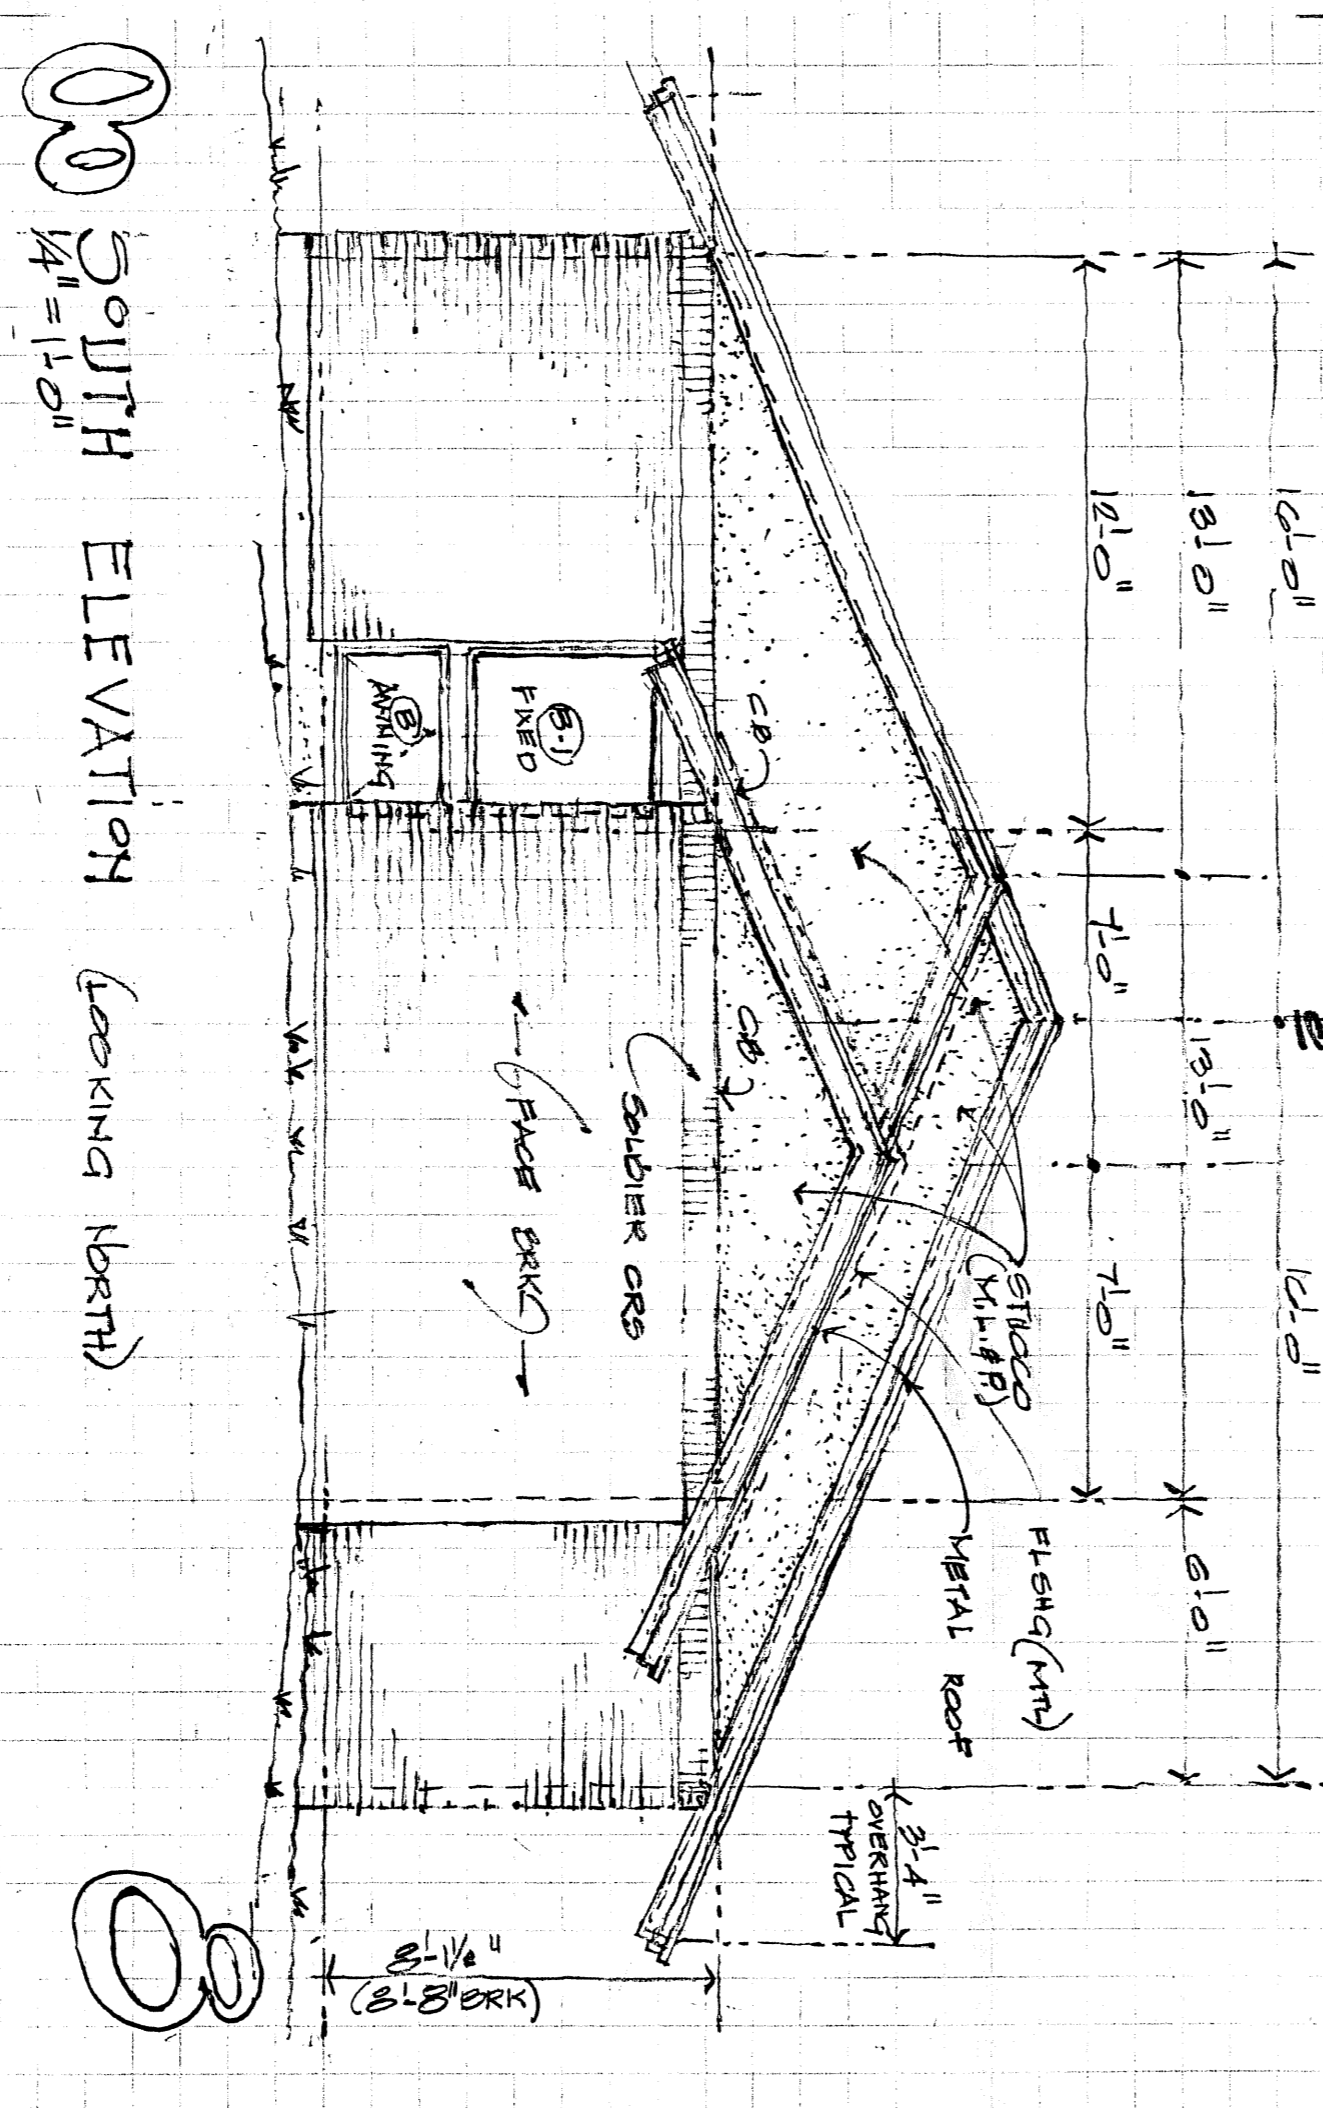 16'-0" 16'-0"
13'-0" 13'-0" 6'-0"
12'-0" 7'-0" 7'-0"
STUCCO
(M.L.&P.)
FLSHG (MTL)
METAL ROOF
3'-4"
OVERHANG
TYPICAL
CB
CB
SOLDIER CRS
B-1
FIXED
FACE BRK
B
AWNING
8'-1½"
(8'-8" BRK)
SOUTH ELEVATION (LOOKING NORTH)
¼" = 1'-0"